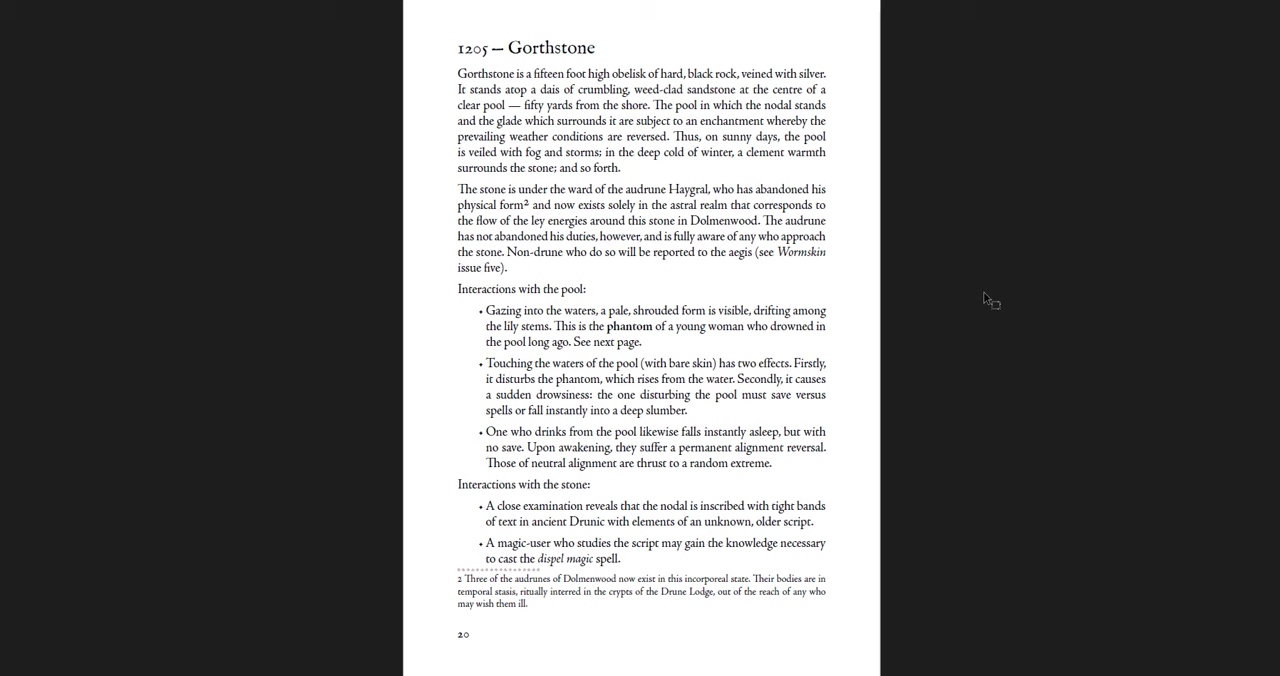 1205 — Gorthstone
Gorthstone is a fifteen foot high obelisk of hard, black rock, veined with silver.
It stands atop a dais of crumbling, weed-clad sandstone at the centre of a
clear pool — fifty yards from the shore. The pool in which the nodal stands
and the glade which surrounds it are subject to an enchantment whereby the
prevailing weather conditions are reversed. Thus, on sunny days, the pool
is veiled with fog and storms; in the deep cold of winter, a clement warmth
surrounds the stone; and so forth.
The stone is under the ward of the audrune Haygral, who has abandoned his
physical form² and now exists solely in the astral realm that corresponds to
the flow of the ley energies around this stone in Dolmenwood. The audrune
has not abandoned his duties, however, and is fully aware of any who approach
the stone. Non-drune who do so will be reported to the aegis (see Wormskin
issue five).
Interactions with the pool:
• Gazing into the waters, a pale, shrouded form is visible, drifting among
the lily stems. This is the phantom of a young woman who drowned in
the pool long ago. See next page.
• Touching the waters of the pool (with bare skin) has two effects. Firstly,
it disturbs the phantom, which rises from the water. Secondly, it causes
a sudden drowsiness: the one disturbing the pool must save versus
spells or fall instantly into a deep slumber.
• One who drinks from the pool likewise falls instantly asleep, but with
no save. Upon awakening, they suffer a permanent alignment reversal.
Those of neutral alignment are thrust to a random extreme.
Interactions with the stone:
• A close examination reveals that the nodal is inscribed with tight bands
of text in ancient Drunic with elements of an unknown, older script.
• A magic-user who studies the script may gain the knowledge necessary
to cast the dispel magic spell.
2 Three of the audrunes of Dolmenwood now exist in this incorporeal state. Their bodies are in
temporal stasis, ritually interred in the crypts of the Drune Lodge, out of the reach of any who
may wish them ill.
20